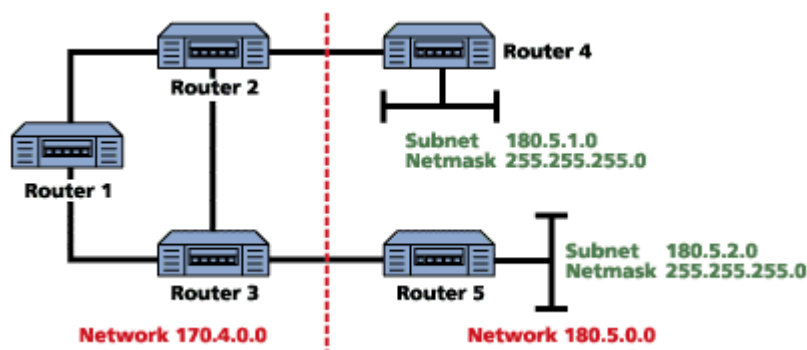 Router 2
Router 4
Subnet 180.5.1.0
Netmask 255.255.255.0
Router 1
Subnet 180.5.2.0
Netmask 255.255.255.0
Router 3
Router 5
Network 170.4.0.0
Network 180.5.0.0